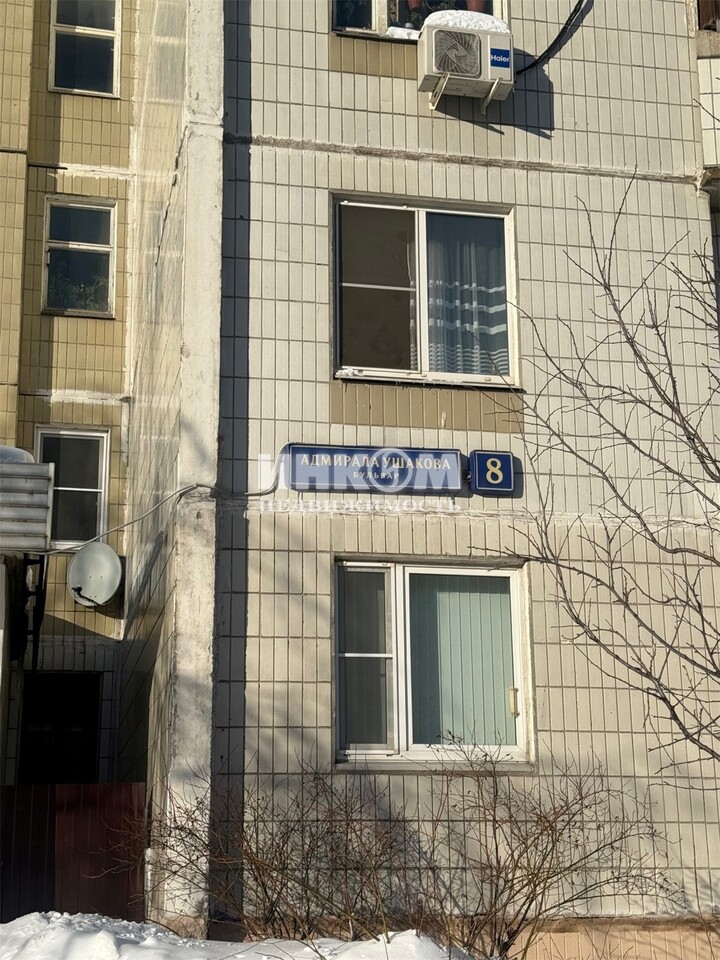 Haier
АДМИРАЛА УШАКОВА
БУЛЬВАР
8
ИНКОМ
НЕДВИЖИМОСТЬ